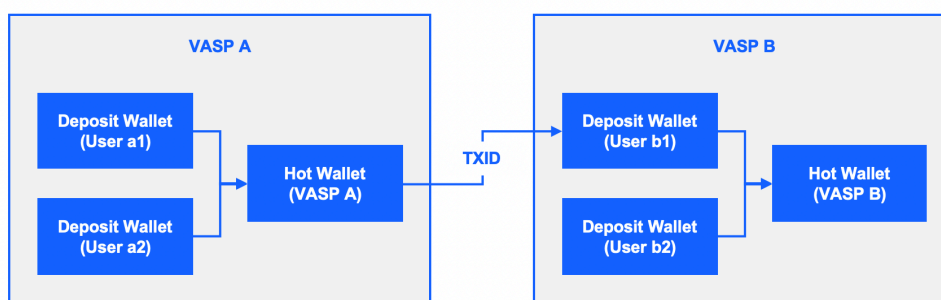 VASP A
Deposit Wallet
(User a1)
Deposit Wallet
(User a2)
Hot Wallet
(VASP A)
TXID
VASP B
Deposit Wallet
(User b1)
Deposit Wallet
(User b2)
Hot Wallet
(VASP B)